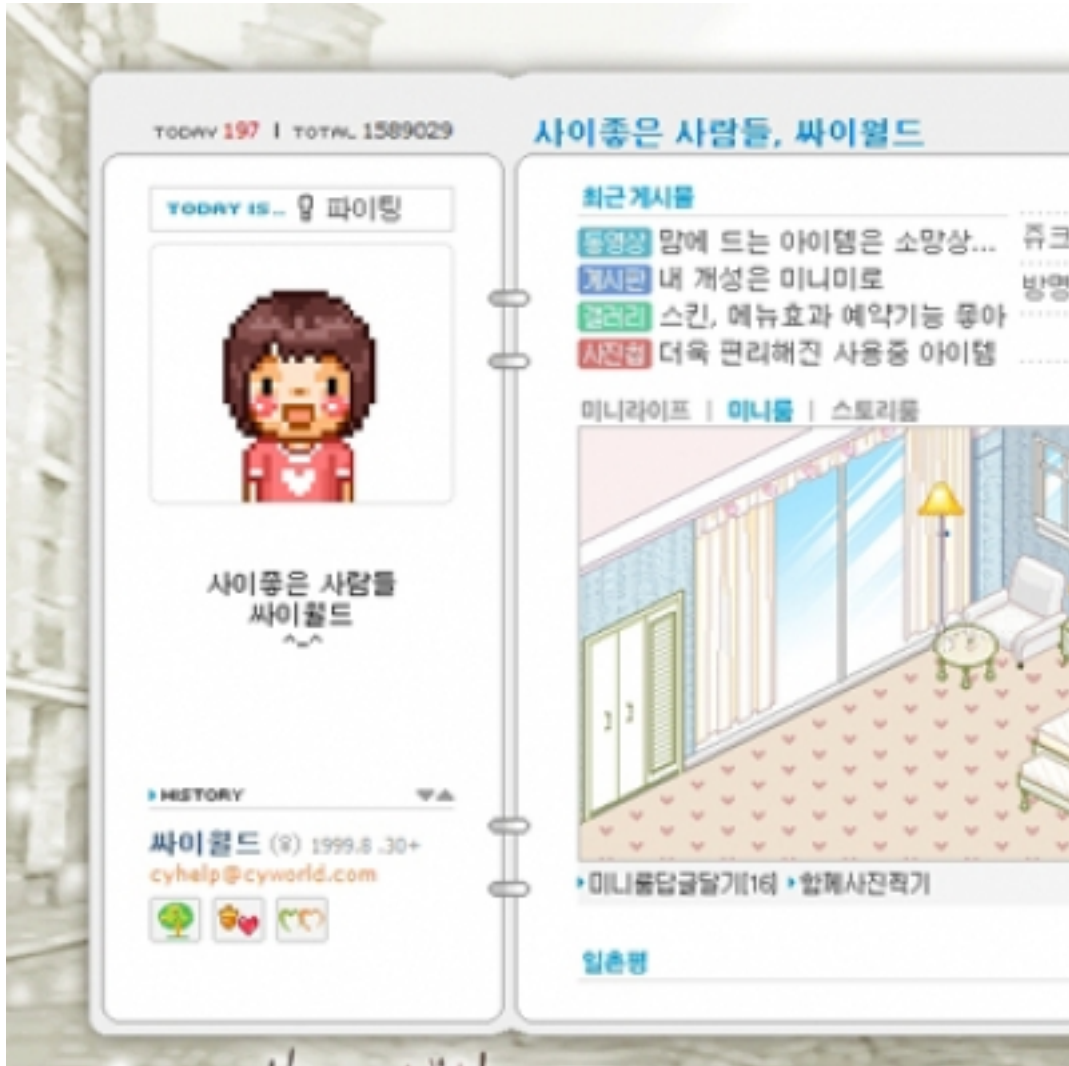 TODAY 197 | TOTAL 1589029
사이좋은 사람들, 싸이월드
TODAY IS.. 파이팅
사이좋은 사람들
싸이월드
^_^
HISTORY
싸이월드 (우) 1999.8 .30+
cyhelp@cyworld.com
최근 게시물
동영상 맘에 드는 아이템은 소망상...
게시판 내 개성은 미니미로
갤러리 스킨, 메뉴효과 예약기능 좋아
사진첩 더욱 편리해진 사용중 아이템
쥬크
방명
미니라이프 | 미니룸 | 스토리룸
미니룸답글달기[16] 함께사진찍기
일촌평